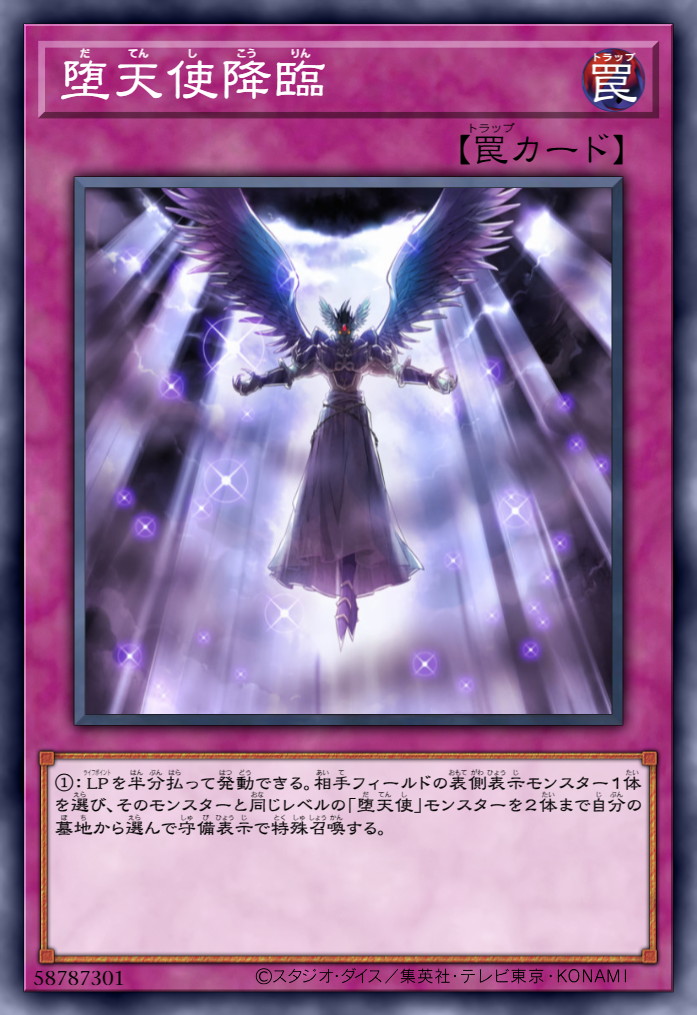 堕天使降臨
罠
【罠カード】
①:LPを半分払って発動できる。相手フィールドの表側表示モンスター1体
を選び、そのモンスターと同じレベルの「堕天使」モンスターを2体まで自分の
墓地から選んで守備表示で特殊召喚する。
58787301 ©スタジオ・ダイス/集英社・テレビ東京・KONAMI